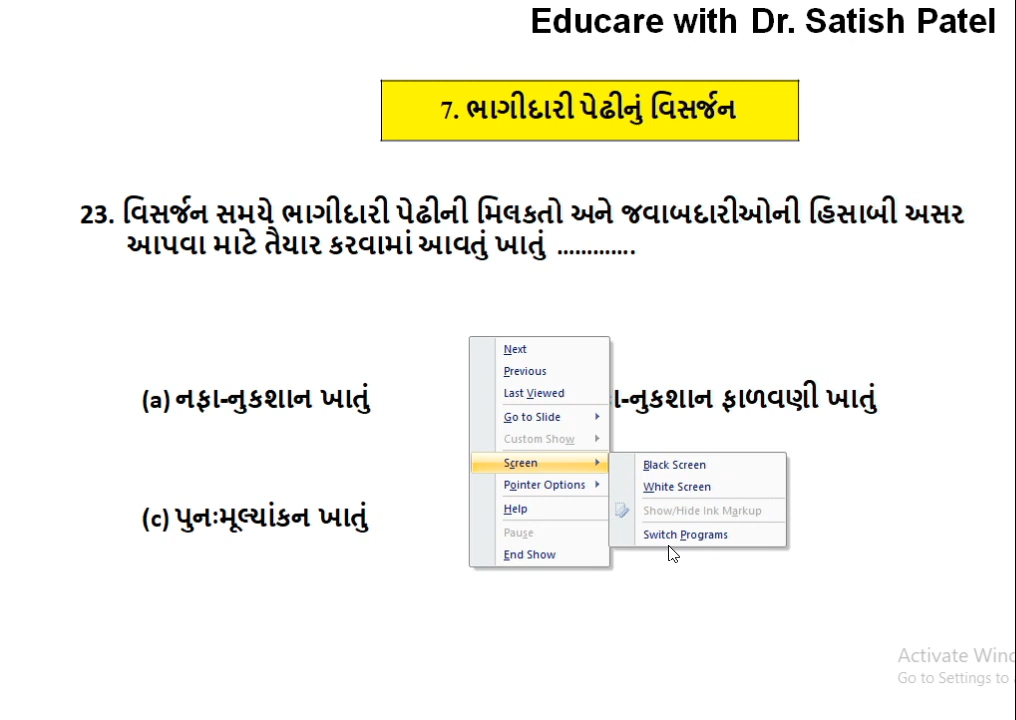 Educare with Dr. Satish Patel
7. ભાગીદારી પેઢીનું વિસર્જન
23. વિસર્જન સમયે ભાગીદારી પેઢીની મિલકતો અને જવાબદારીઓની હિસાબી અસર
આપવા માટે તૈયાર કરવામાં આવતું ખાતું .............
(a) નફા-નુકશાન ખાતું
-નુકશાન ફાળવણી ખાતું
(c) પુનઃમૂલ્યાંકન ખાતું
Next
Previous
Last Viewed
Go to Slide
Custom Show
Screen
Pointer Options
Help
Pause
End Show
Black Screen
White Screen
Show/Hide Ink Markup
Switch Programs
Activate Win
Go to Settings to